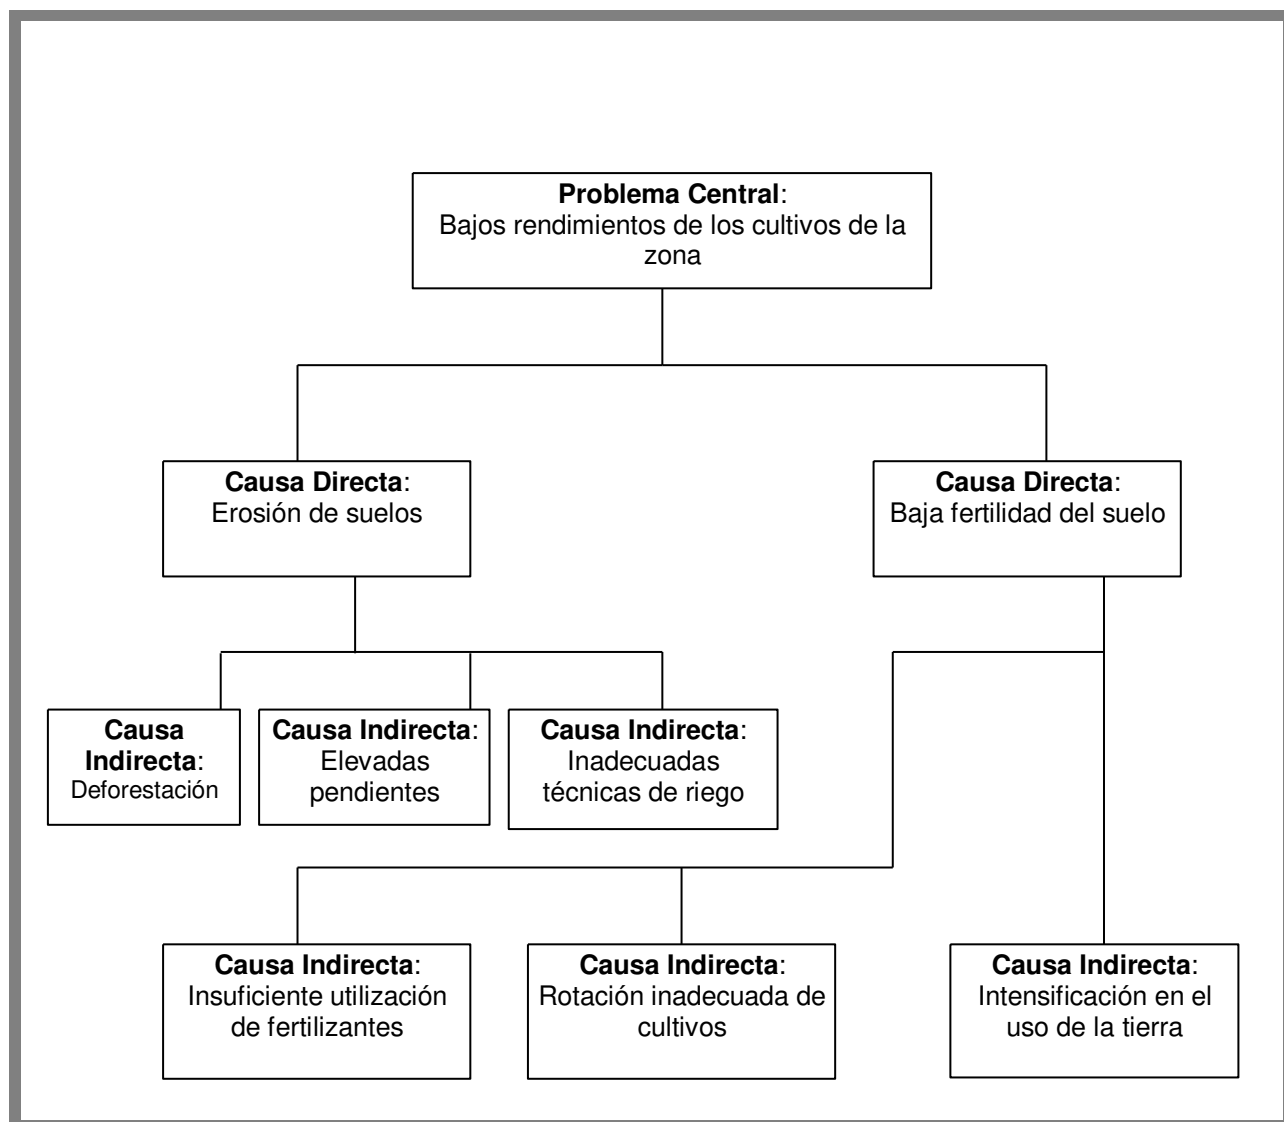 Problema Central:
Bajos rendimientos de los cultivos de la
zona
Causa Directa:
Erosión de suelos
Causa Directa:
Baja fertilidad del suelo
Causa
Indirecta:
Deforestación
Causa Indirecta:
Elevadas
pendientes
Causa Indirecta:
Inadecuadas
técnicas de riego
Causa Indirecta:
Insuficiente utilización
de fertilizantes
Causa Indirecta:
Rotación inadecuada de
cultivos
Causa Indirecta:
Intensificación en el
uso de la tierra